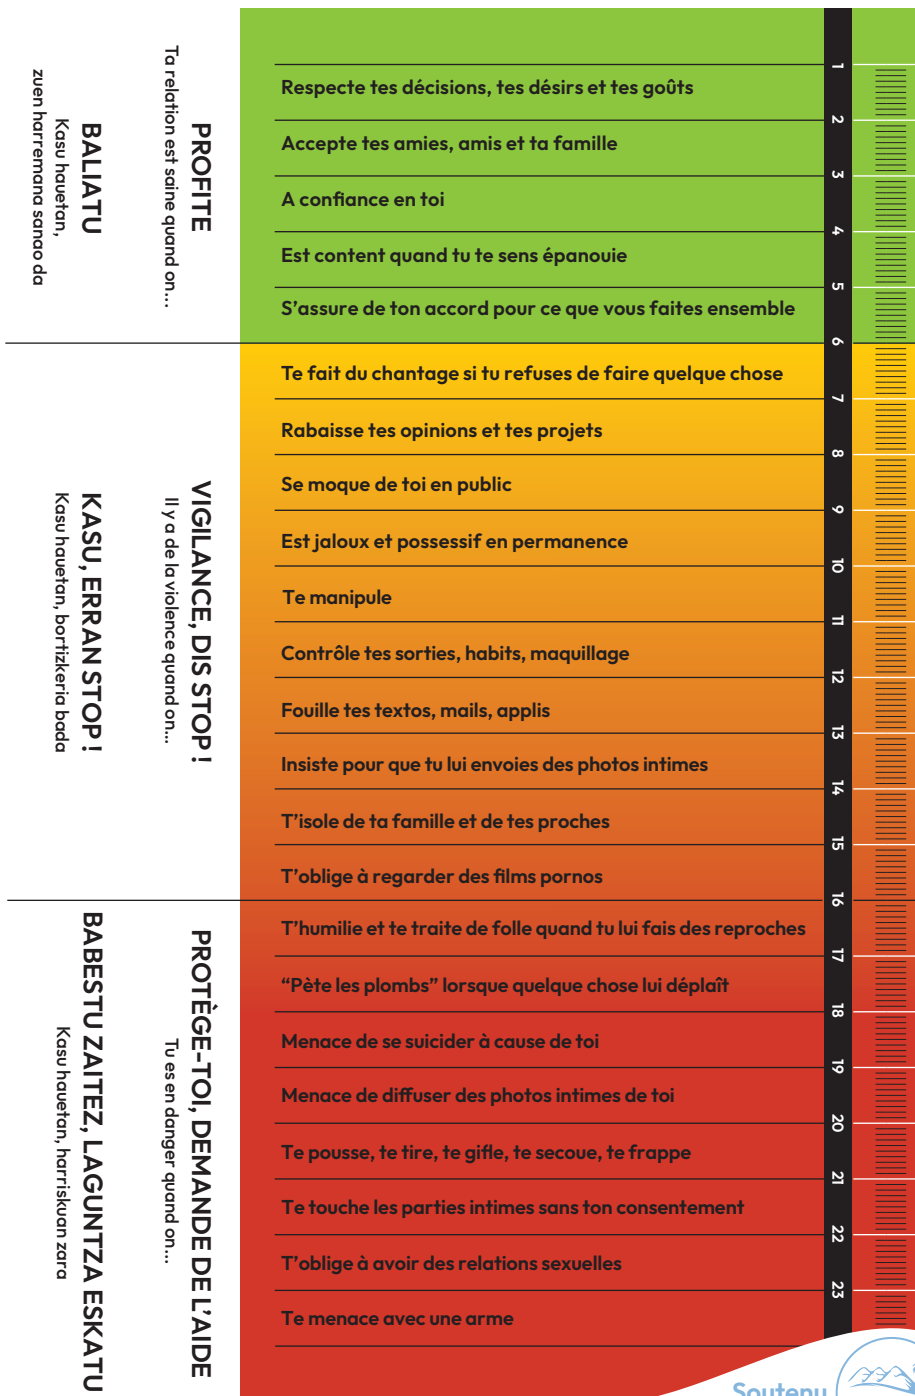 BALIATU
Kasu hauetan,
zuen harremana sanao da
PROFITE
Ta relation est saine quand on...
Respecte tes décisions, tes désirs et tes goûts
Accepte tes amies, amis et ta famille
A confiance en toi
Est content quand tu te sens épanouie
S'assure de ton accord pour ce que vous faites ensemble
KASU, ERRAN STOP !
Kasu hauetan, bortizkeria bada
VIGILANCE, DIS STOP !
Il y a de la violence quand on...
Te fait du chantage si tu refuses de faire quelque chose
Rabaisse tes opinions et tes projets
Se moque de toi en public
Est jaloux et possessif en permanence
Te manipule
Contrôle tes sorties, habits, maquillage
Fouille tes textos, mails, applis
Insiste pour que tu lui envoies des photos intimes
T'isole de ta famille et de tes proches
T'oblige à regarder des films pornos
BABESTU ZAITEZ, LAGUNTZA ESKATU
Kasu hauetan, harriskuan zara
PROTÈGE-TOI, DEMANDE DE L'AIDE
Tu es en danger quand on...
T'humilie et te traite de folle quand tu lui fais des reproches
“Pète les plombs” lorsque quelque chose lui déplaît
Menace de se suicider à cause de toi
Menace de diffuser des photos intimes de toi
Te pousse, te tire, te gifle, te secoue, te frappe
Te touche les parties intimes sans ton consentement
T'oblige à avoir des relations sexuelles
Te menace avec une arme
1
2
3
4
5
6
7
8
9
10
11
12
13
14
15
16
17
18
19
20
21
22
23
Soutenu